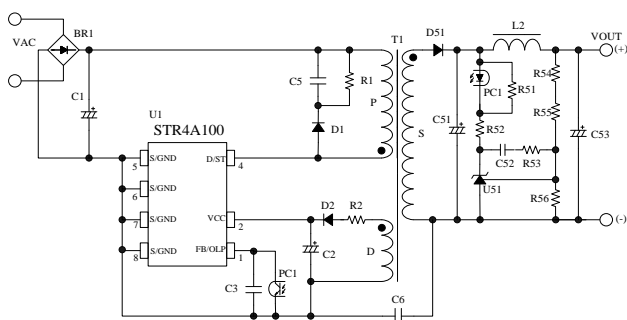 VAC
BR1
C1
U1
STR4A100
5 S/GND
6 S/GND
7 S/GND
8 S/GND
D/ST 4
VCC 2
FB/OLP 1
C5
R1
D1
T1
P
S
D
D2
R2
C2
C3
PC1
C6
D51
C51
PC1
R51
R52
U51
C52
R53
L2
R54
R55
R56
C53
VOUT
(+)
(-)